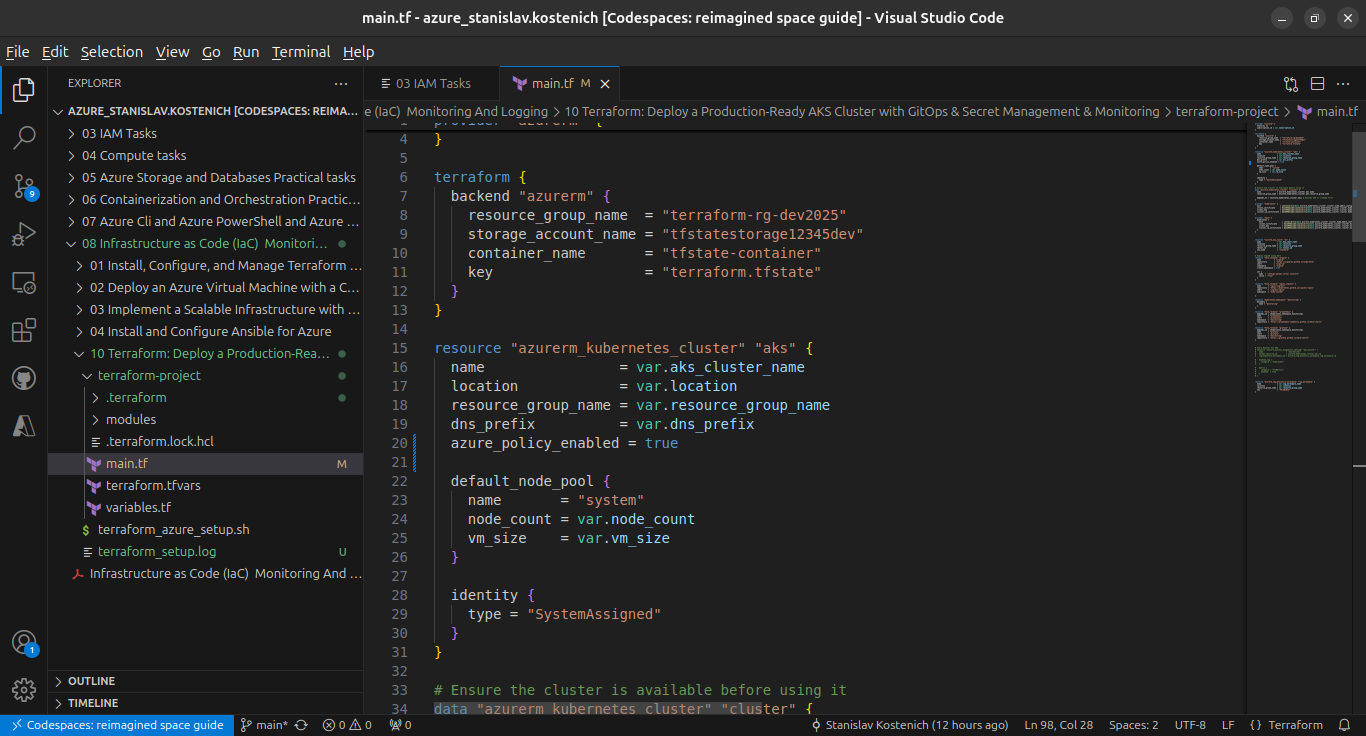 main.tf - azure_stanislav.kostenich [Codespaces: reimagined space guide] - Visual Studio Code
File Edit Selection View Go Run Terminal Help
EXPLORER ···
AZURE_STANISLAV.KOSTENICH [CODESPACES: REIMA...
03 IAM Tasks
04 Compute tasks
05 Azure Storage and Databases Practical tasks
06 Containerization and Orchestration Practic...
07 Azure Cli and Azure PowerShell and Azure ...
08 Infrastructure as Code (IaC) Monitori...
01 Install, Configure, and Manage Terraform ...
02 Deploy an Azure Virtual Machine with a C...
03 Implement a Scalable Infrastructure with ...
04 Install and Configure Ansible for Azure
10 Terraform: Deploy a Production-Rea...
terraform-project
.terraform
modules
.terraform.lock.hcl
main.tf M
terraform.tfvars
variables.tf
$ terraform_azure_setup.sh
terraform_setup.log U
Infrastructure as Code (IaC) Monitoring And ...
OUTLINE
TIMELINE
9
1
03 IAM Tasks
main.tf M
e (IaC) Monitoring And Logging > 10 Terraform: Deploy a Production-Ready AKS Cluster with GitOps & Secret Management & Monitoring > terraform-project > main.tf
4 }
5
6 terraform {
7 backend "azurerm" {
8 resource_group_name = "terraform-rg-dev2025"
9 storage_account_name = "tfstatestorage12345dev"
10 container_name = "tfstate-container"
11 key = "terraform.tfstate"
12 }
13 }
14
15 resource "azurerm_kubernetes_cluster" "aks" {
16 name = var.aks_cluster_name
17 location = var.location
18 resource_group_name = var.resource_group_name
19 dns_prefix = var.dns_prefix
20 azure_policy_enabled = true
21
22 default_node_pool {
23 name = "system"
24 node_count = var.node_count
25 vm_size = var.vm_size
26 }
27
28 identity {
29 type = "SystemAssigned"
30 }
31 }
32
33 # Ensure the cluster is available before using it
34 data "azurerm_kubernetes_cluster" "cluster" {
Codespaces: reimagined space guide main* 0 0 0 Stanislav Kostenich (12 hours ago) Ln 98, Col 28 Spaces: 2 UTF-8 LF {} Terraform